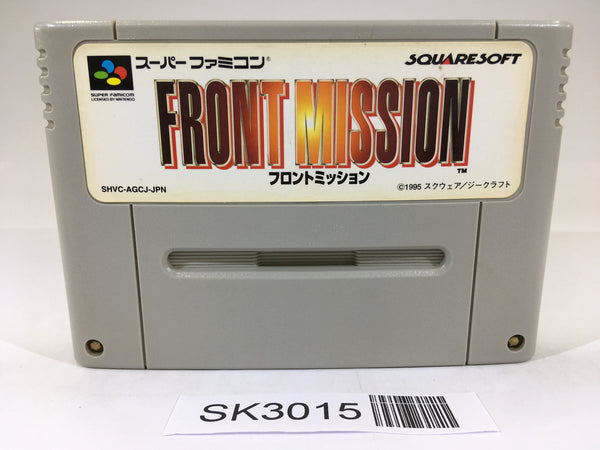 スーパーファミコン®
SUPER FAMICOM
LICENSED BY NINTENDO
SQUARESOFT
FRONT MISSION™
フロントミッション
SHVC-AGCJ-JPN
©1995 スクウェア/ジークラフト
SK3015